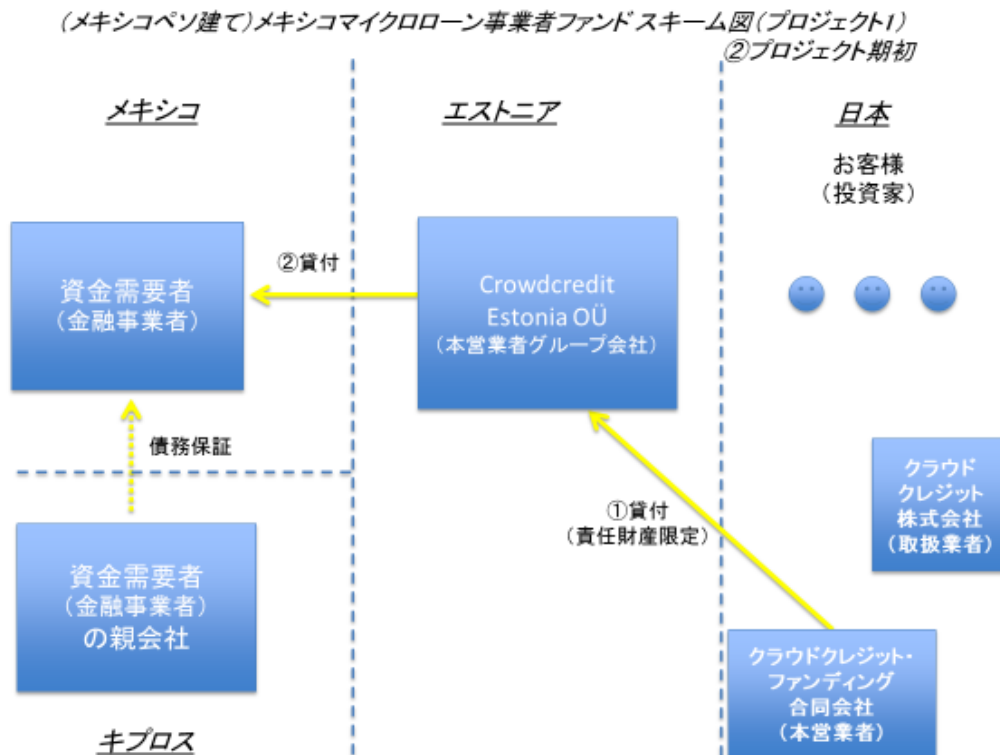 (メキシコペソ建て)メキシコマイクロローン事業者ファンド スキーム図(プロジェクト1)
②プロジェクト期初
メキシコ
エストニア
日本
お客様
(投資家)
資金需要者
(金融事業者)
②貸付
Crowdcredit
Estonia OÜ
(本営業者グループ会社)
債務保証
クラウド
クレジット
株式会社
(取扱業者)
①貸付
(責任財産限定)
資金需要者
(金融事業者)
の親会社
クラウドクレジット・
ファンディング
合同会社
(本営業者)
キプロス